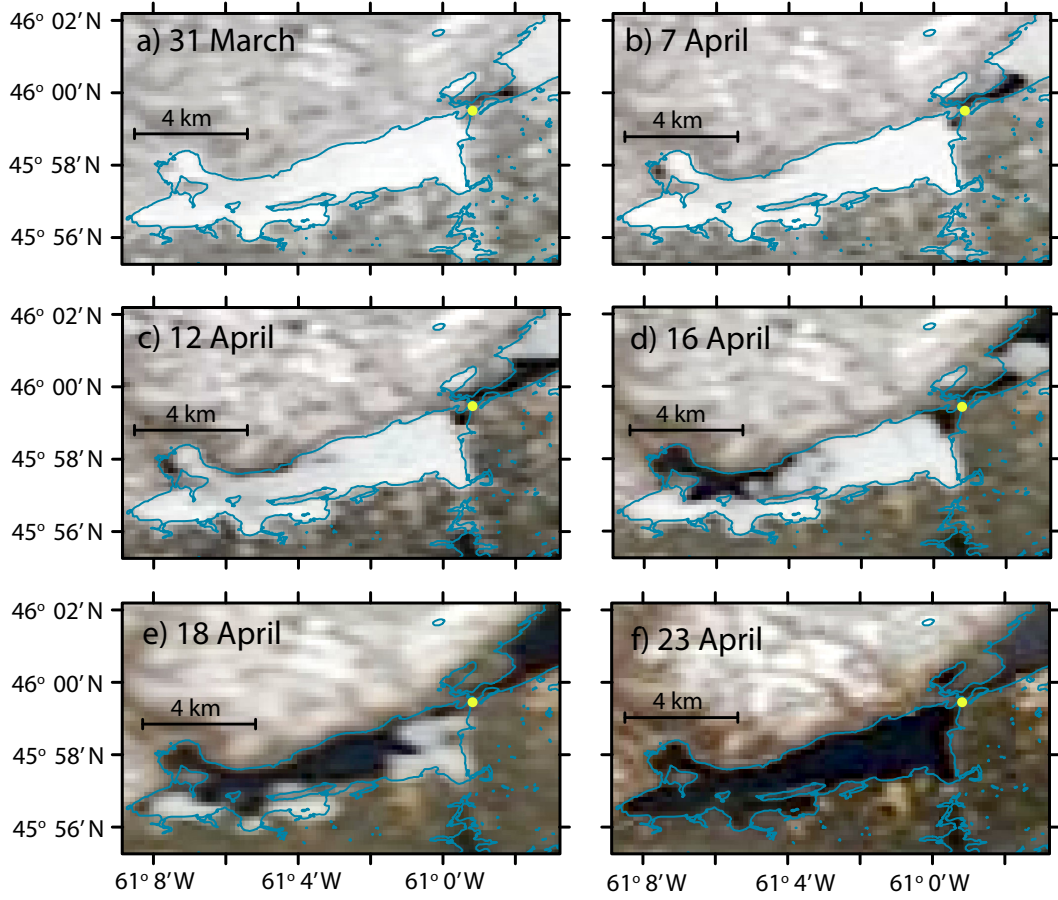 46° 02′ N
a) 31 March
b) 7 April
46° 00′ N
4 km
4 km
45° 58′ N
45° 56′ N
46° 02′ N
c) 12 April
d) 16 April
46° 00′ N
4 km
4 km
45° 58′ N
45° 56′ N
46° 02′ N
e) 18 April
f) 23 April
46° 00′ N
4 km
4 km
45° 58′ N
45° 56′ N
61° 8′ W 61° 4′ W 61° 0′ W 61° 8′ W 61° 4′ W 61° 0′ W